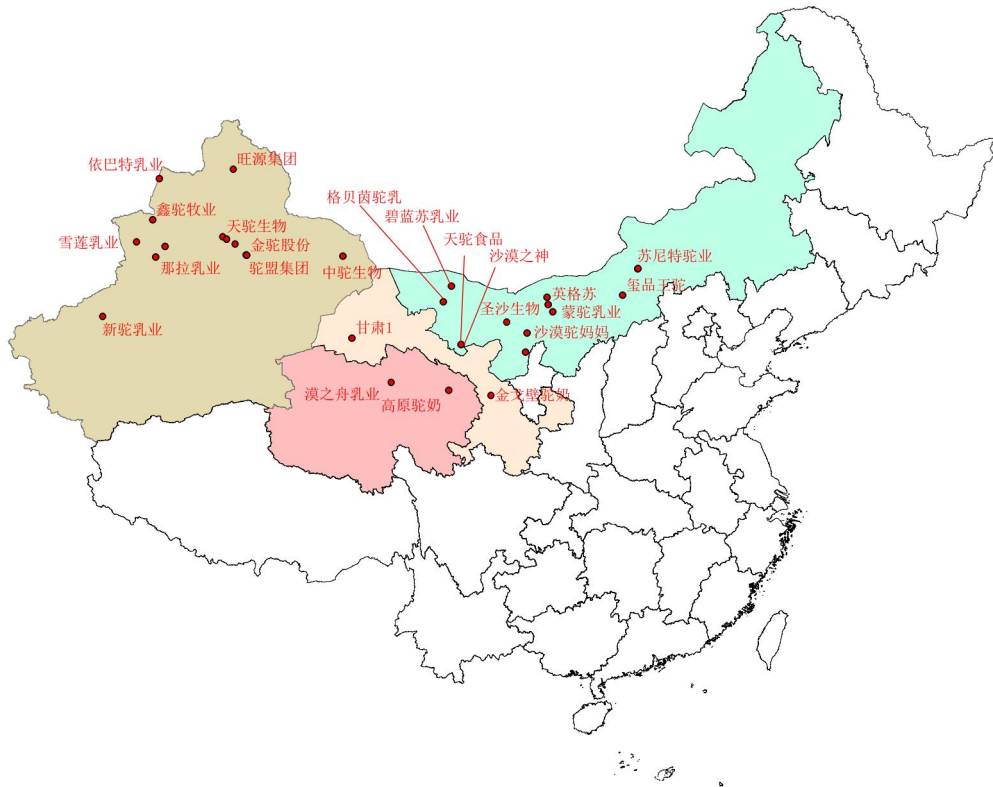 旺源集团
依巴特乳业
格贝茵驼乳
鑫驼牧业
碧蓝苏乳业
天驼生物
天驼食品
雪莲乳业
金驼股份
沙漠之神
苏尼特驼业
那拉乳业
驼盟集团
中驼生物
玺品王驼
英格苏
圣沙生物
蒙驼乳业
新驼乳业
甘肃1
沙漠驼妈妈
漠之舟乳业
高原驼奶
金戈壁驼奶